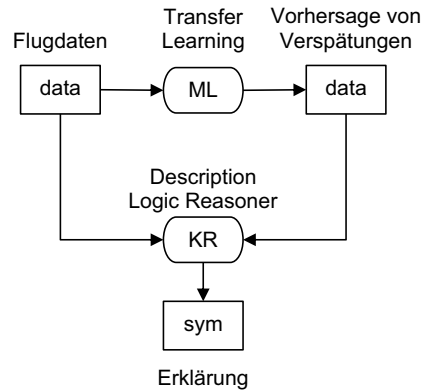 Flugdaten
Transfer
Learning
Vorhersage von
Verspätungen
data
ML
data
Description
Logic Reasoner
KR
sym
Erklärung